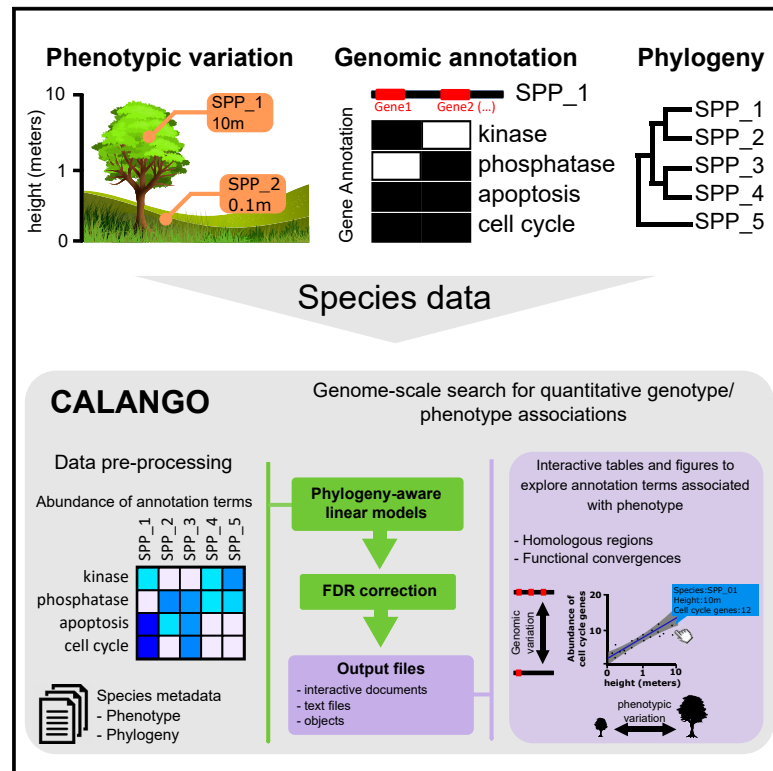 Phenotypic variation
height (meters)
10
1
0
SPP_1
10m
SPP_2
0.1m
Genomic annotation
Gene1
Gene2 (...)
SPP_1
Gene Annotation
kinase
phosphatase
apoptosis
cell cycle
Phylogeny
SPP_1
SPP_2
SPP_3
SPP_4
SPP_5
Species data
CALANGO
Genome-scale search for quantitative genotype/
phenotype associations
Data pre-processing
Abundance of annotation terms
SPP_1
SPP_2
SPP_3
SPP_4
SPP_5
kinase
phosphatase
apoptosis
cell cycle
Species metadata
- Phenotype
- Phylogeny
Phylogeny-aware
linear models
FDR correction
Output files
- interactive documents
- text files
- objects
Interactive tables and figures to
explore annotation terms associated
with phenotype
- Homologous regions
- Functional convergences
Genomic
variation
Abundance of
cell cycle genes
20
10
Species:SPP_01
Height:10m
Cell cycle genes:12
0
1
10
height (meters)
phenotypic
variation